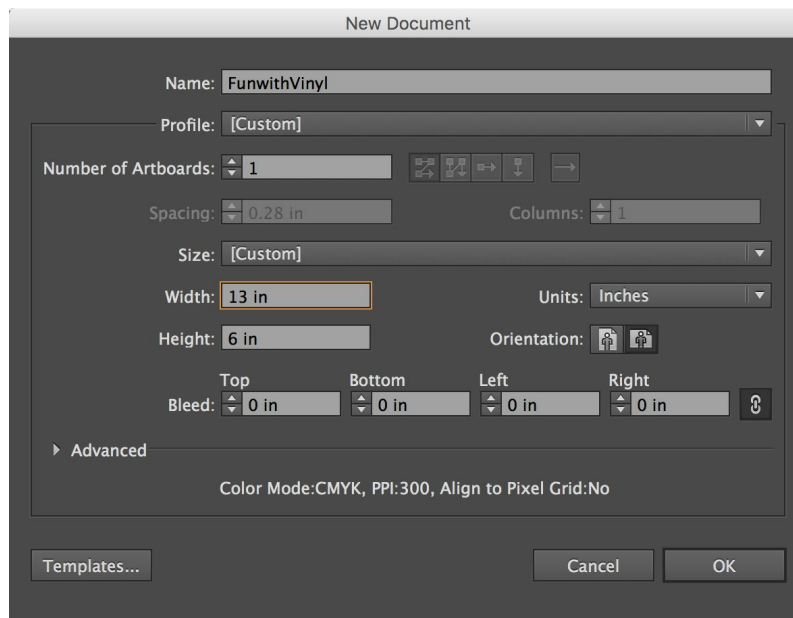 New Document
Name: FunwithVinyl
Profile: [Custom]
Number of Artboards: 1
Spacing: 0.28 in Columns: 1
Size: [Custom]
Width: 13 in Units: Inches
Height: 6 in Orientation:
Top Bottom Left Right
Bleed: 0 in 0 in 0 in 0 in
Advanced
Color Mode:CMYK, PPI:300, Align to Pixel Grid:No
Templates... Cancel OK